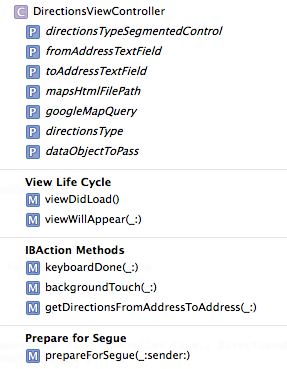 C DirectionsViewController
P directionsTypeSegmentedControl
P fromAddressTextField
P toAddressTextField
P mapsHtmlFilePath
P googleMapQuery
P directionsType
P dataObjectToPass
View Life Cycle
M viewDidLoad()
M viewWillAppear(_:)
IBAction Methods
M keyboardDone(_:)
M backgroundTouch(_:)
M getDirectionsFromAddressToAddress(_:)
Prepare for Segue
M prepareForSegue(_:sender:)